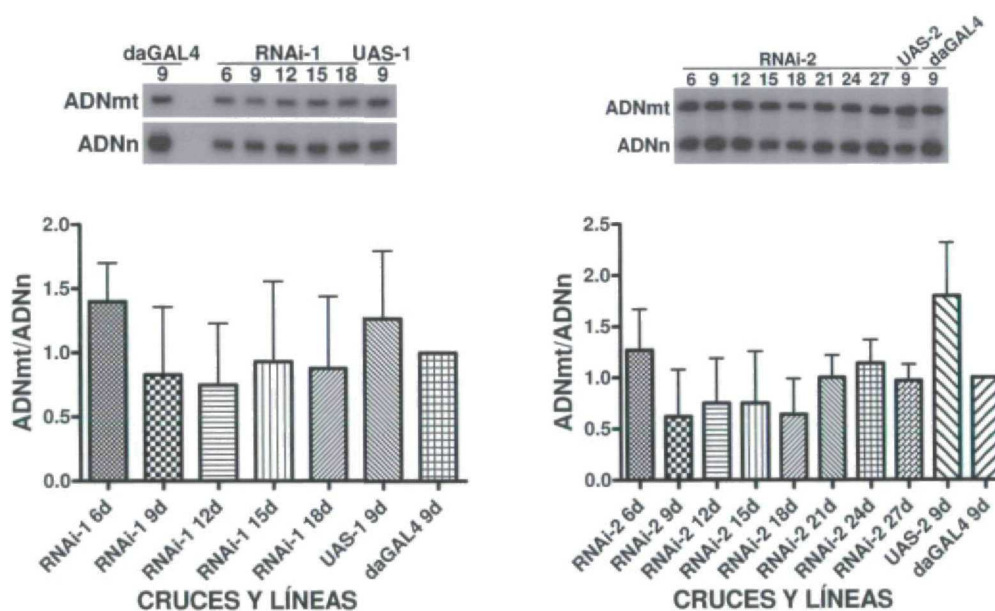 daGAL4 RNAi-1 UAS-1
9 6 9 12 15 18 9
ADNmt
ADNn
RNAi-2 UAS-2 daGAL4
6 9 12 15 18 21 24 27 9 9
ADNmt
ADNn
ADNmt/ADNn
2.0
1.5
1.0
0.5
0.0
RNAi-1 6d
RNAi-1 9d
RNAi-1 12d
RNAi-1 15d
RNAi-1 18d
UAS-1 9d
daGAL4 9d
CRUCES Y LÍNEAS
ADNmt/ADNn
2.5
2.0
1.5
1.0
0.5
0.0
RNAi-2 6d
RNAi-2 9d
RNAi-2 12d
RNAi-2 15d
RNAi-2 18d
RNAi-2 21d
RNAi-2 24d
RNAi-2 27d
UAS-2 9d
daGAL4 9d
CRUCES Y LÍNEAS